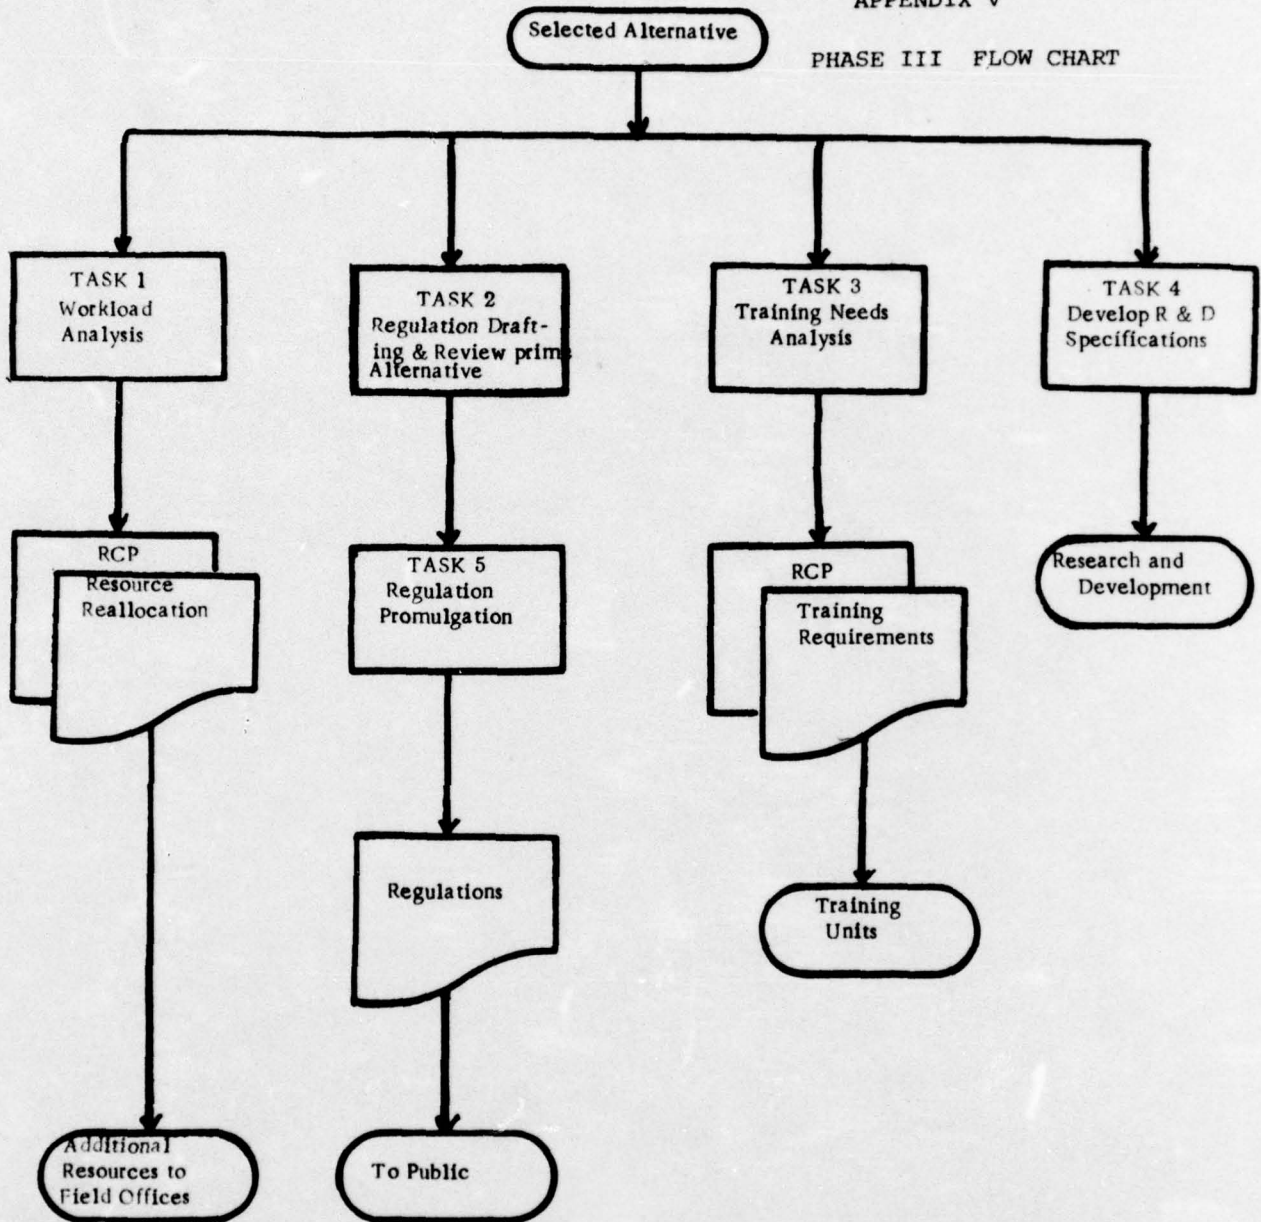 APPENDIX V
PHASE III FLOW CHART
Selected Alternative
TASK 1
Workload
Analysis
TASK 2
Regulation Draft-
ing & Review prime
Alternative
TASK 3
Training Needs
Analysis
TASK 4
Develop R & D
Specifications
RCP
Resource
Reallocation
TASK 5
Regulation
Promulgation
RCP
Training
Requirements
Research and
Development
Regulations
Training
Units
Additional
Resources to
Field Offices
To Public